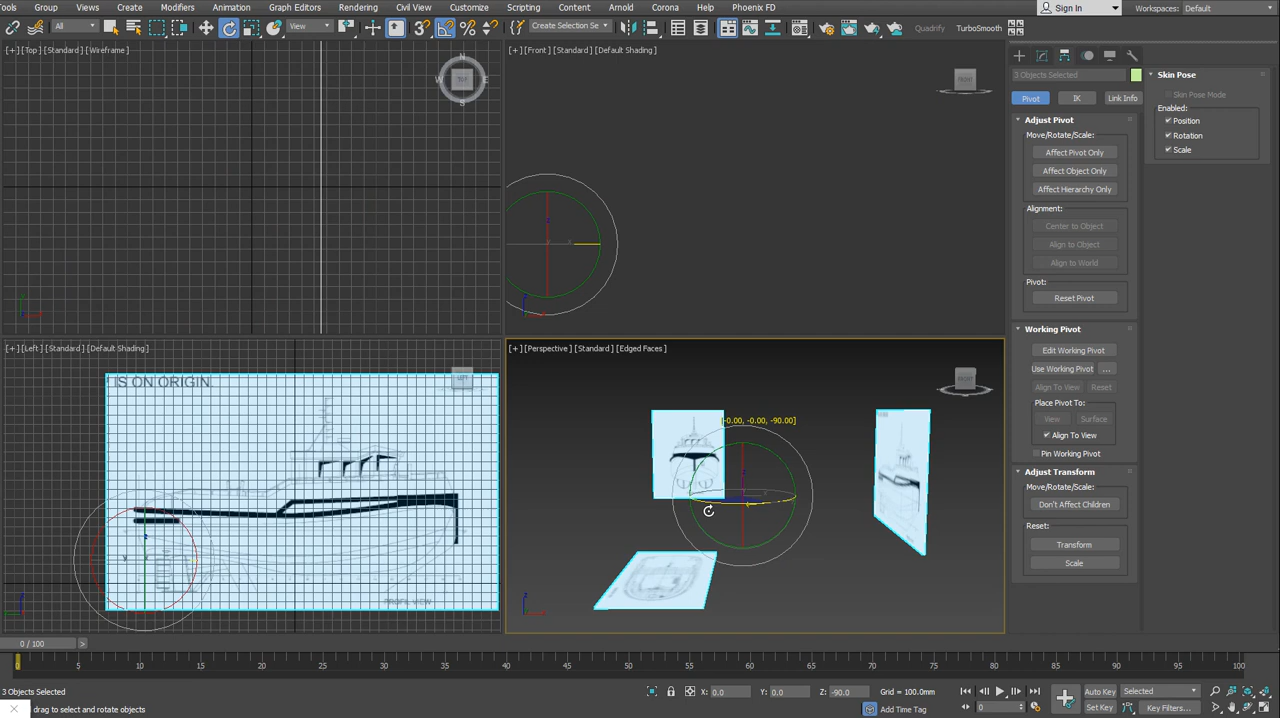 Tools Group Views Create Modifiers Animation Graph Editors Rendering Civil View Customize Scripting Content Arnold Corona Help Phoenix FD Sign In Workspaces: Default
All View Create Selection Se Quadrify TurboSmooth
[+] [Top] [Standard] [Wireframe]
N
W TOP E
S
[+] [Front] [Standard] [Default Shading]
FRONT
[+] [Left] [Standard] [Default Shading]
LEFT
IS ON ORIGIN.
PROFIL VIEW
[+] [Perspective] [Standard] [Edged Faces]
FRONT
[-0.00, -0.00, -90.00]
3 Objects Selected
Pivot IK Link Info
Adjust Pivot
Move/Rotate/Scale:
Affect Pivot Only
Affect Object Only
Affect Hierarchy Only
Alignment:
Center to Object
Align to Object
Align to World
Pivot:
Reset Pivot
Working Pivot
Edit Working Pivot
Use Working Pivot ...
Align To View Reset
Place Pivot To:
View Surface
Align To View
Pin Working Pivot
Adjust Transform
Move/Rotate/Scale:
Don't Affect Children
Reset:
Transform
Scale
Skin Pose
Skin Pose Mode
Enabled:
Position
Rotation
Scale
0 / 100 >
0 5 10 15 20 25 30 35 40 45 50 55 60 65 70 75 80 85 90 95 100
3 Objects Selected X: 0.0 Y: 0.0 Z: -90.0 Grid = 100.0mm Auto Key Selected
drag to select and rotate objects Add Time Tag 0 Set Key Key Filters...